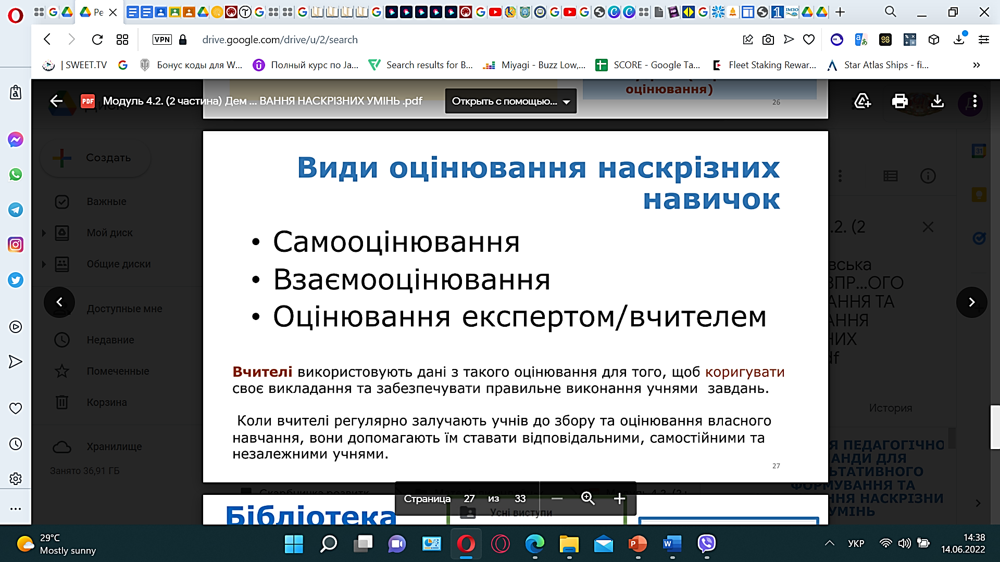 Ре
drive.google.com/drive/u/2/search
VPN
| SWEET.TV
Бонус коды для W...
Полный курс по Ja...
Search results for B...
Miyagi - Buzz Low,...
SCORE - Google Ta...
Fleet Staking Rewar...
Star Atlas Ships - fi...
оцінювання)
26
PDF
Модуль 4.2. (2 частина) Дем ... ВАННЯ НАСКРІЗНИХ УМІНЬ .pdf
Открыть с помощью...
Создать
Важные
Мой диск
Общие диски
Доступные мне
Недавние
Помеченные
Корзина
Хранилище
Занято 36,91 ГБ
Види оцінювання наскрізних
навичок
• Самооцінювання
• Взаємооцінювання
• Оцінювання експертом/вчителем
Вчителі використовують дані з такого оцінювання для того, щоб коригувати
своє викладання та забезпечувати правильне виконання учнями завдань.
Коли вчителі регулярно залучають учнів до збору та оцінювання власного
навчання, вони допомагають їм ставати відповідальними, самостійними та
незалежними учнями.
27
.2. (2
вська
ЗПР...ОГО
АННЯ ТА
АННЯ
НИХ
df
История
Я ПЕДАГОГІЧНО
АНДИ ДЛЯ
ЬТАТИВНОГО
ФОРМУВАННЯ ТА
ННЯ НАСКРІЗНИ
УМІНЬ
Страница 27 из 33
Бібліотека
Усні виступи
29°C
Mostly sunny
УКР
14:38
14.06.2022